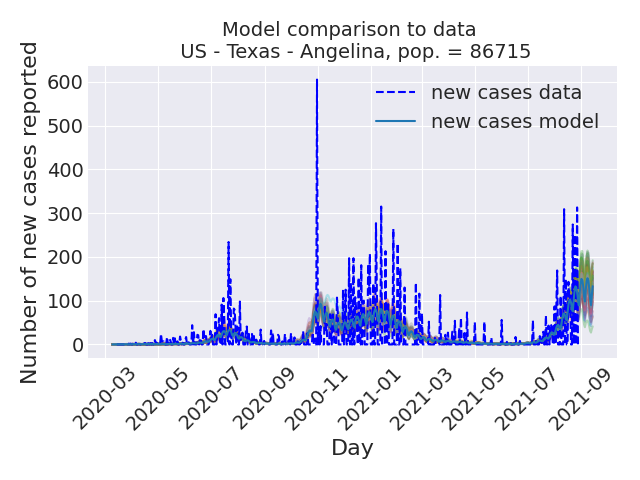 Model comparison to data
US - Texas - Angelina, pop. = 86715
Number of new cases reported
600
500
400
300
200
100
0
new cases data
new cases model
2020-03
2020-05
2020-07
2020-09
2020-11
2021-01
2021-03
2021-05
2021-07
2021-09
Day